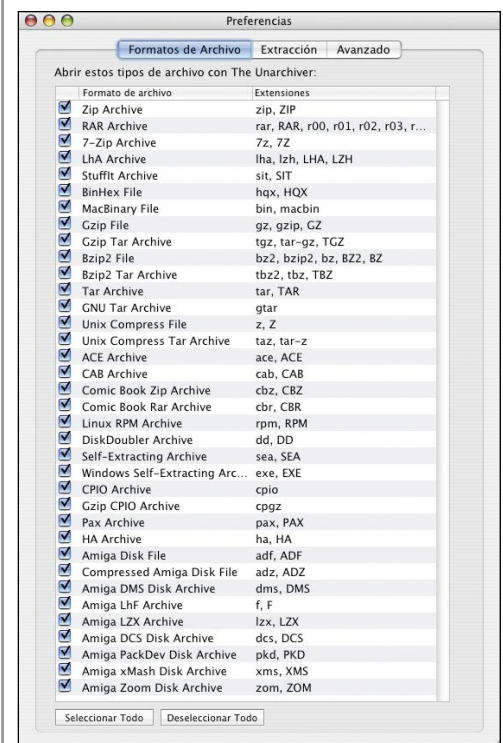 Preferencias
Formatos de Archivo Extracción Avanzado
Abrir estos tipos de archivo con The Unarchiver:
Formato de archivo Extensiones
Zip Archive zip, ZIP
RAR Archive rar, RAR, r00, r01, r02, r03, r...
7-Zip Archive 7z, 7Z
LhA Archive lha, lzh, LHA, LZH
StuffIt Archive sit, SIT
BinHex File hqx, HQX
MacBinary File bin, macbin
Gzip File gz, gzip, GZ
Gzip Tar Archive tgz, tar-gz, TGZ
Bzip2 File bz2, bzip2, bz, BZ2, BZ
Bzip2 Tar Archive tbz2, tbz, TBZ
Tar Archive tar, TAR
GNU Tar Archive gtar
Unix Compress File z, Z
Unix Compress Tar Archive taz, tar-z
ACE Archive ace, ACE
CAB Archive cab, CAB
Comic Book Zip Archive cbz, CBZ
Comic Book Rar Archive cbr, CBR
Linux RPM Archive rpm, RPM
DiskDoubler Archive dd, DD
Self-Extracting Archive sea, SEA
Windows Self-Extracting Arc... exe, EXE
CPIO Archive cpio
Gzip CPIO Archive cpgz
Pax Archive pax, PAX
HA Archive ha, HA
Amiga Disk File adf, ADF
Compressed Amiga Disk File adz, ADZ
Amiga DMS Disk Archive dms, DMS
Amiga LhF Archive f, F
Amiga LZX Archive lzx, LZX
Amiga DCS Disk Archive dcs, DCS
Amiga PackDev Disk Archive pkd, PKD
Amiga xMash Disk Archive xms, XMS
Amiga Zoom Disk Archive zom, ZOM
Seleccionar Todo Deseleccionar Todo